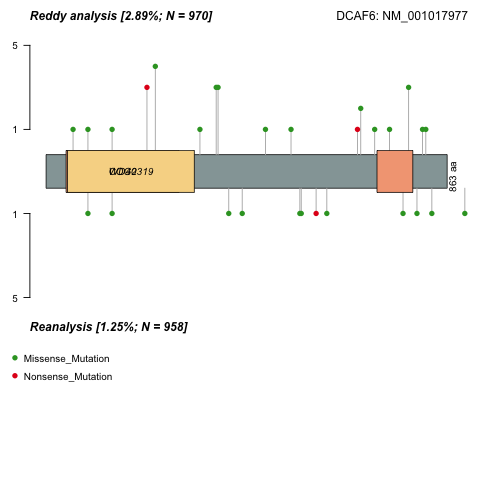 Reddy analysis [2.89%; N = 970]
DCAF6: NM_001017977
5
1
863 aa
1
5
Reanalysis [1.25%; N = 958]
Missense_Mutation
Nonsense_Mutation